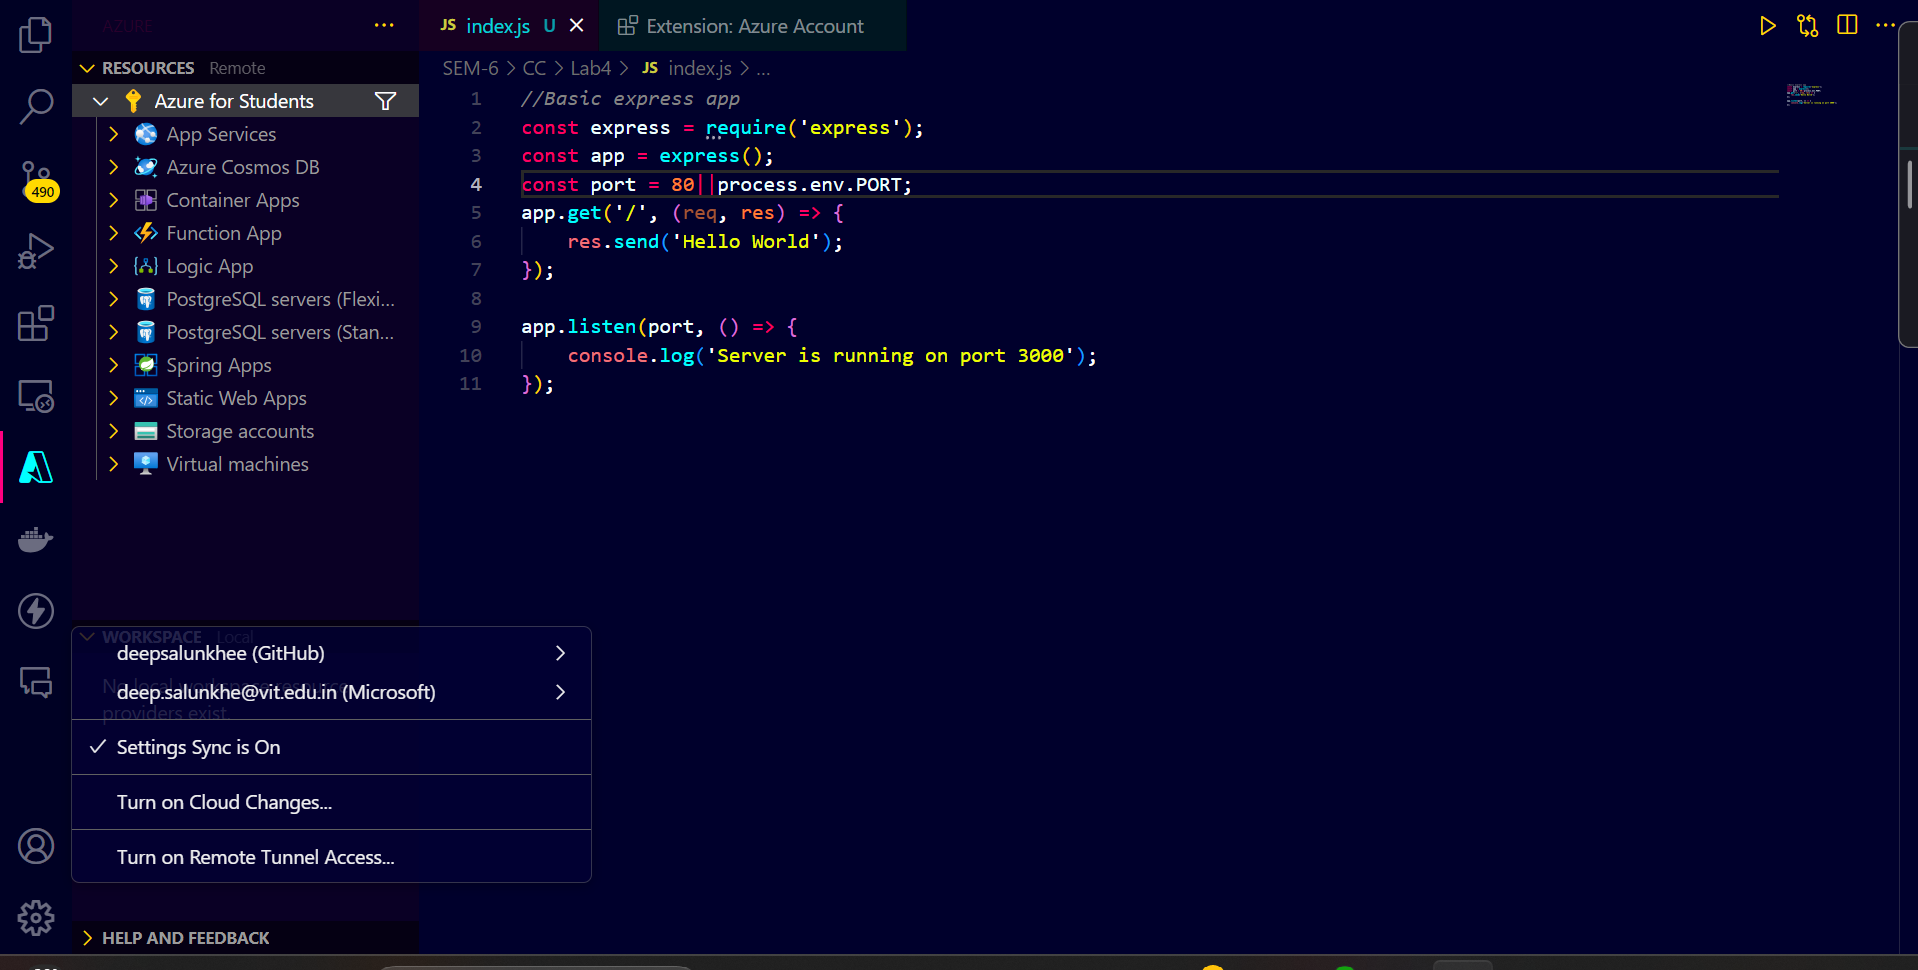 AZURE
RESOURCES Remote
Azure for Students
App Services
Azure Cosmos DB
Container Apps
Function App
Logic App
PostgreSQL servers (Flexi...
PostgreSQL servers (Stan...
Spring Apps
Static Web Apps
Storage accounts
Virtual machines
490
WORKSPACE Local
No local workspace resource
providers exist.
deepsalunkhee (GitHub)
deep.salunkhe@vit.edu.in (Microsoft)
Settings Sync is On
Turn on Cloud Changes...
Turn on Remote Tunnel Access...
HELP AND FEEDBACK
JS index.js U
Extension: Azure Account
SEM-6 > CC > Lab4 > JS index.js > ...
1 //Basic express app
2 const express = require('express');
3 const app = express();
4 const port = 80||process.env.PORT;
5 app.get('/', (req, res) => {
6 res.send('Hello World');
7 });
8
9 app.listen(port, () => {
10 console.log('Server is running on port 3000');
11 });